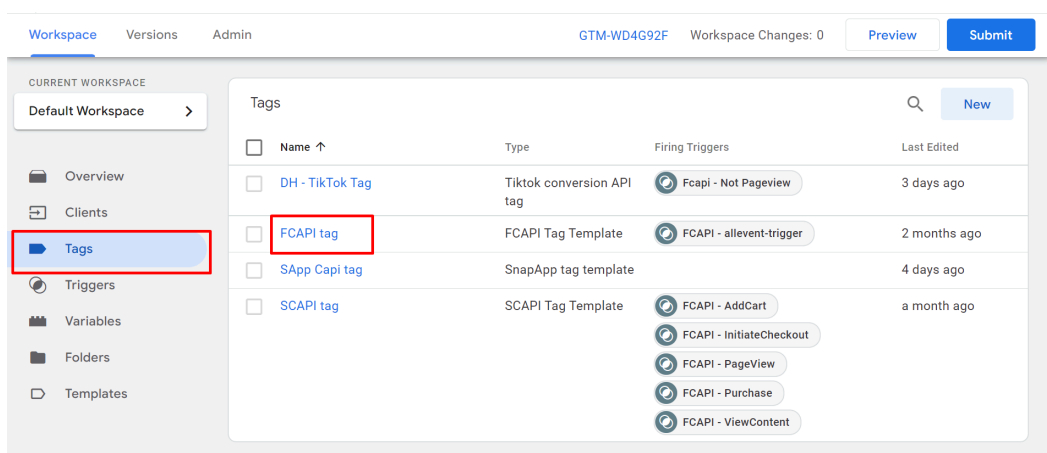 Workspace Versions Admin GTM-WD4G92F Workspace Changes: 0 Preview Submit
CURRENT WORKSPACE
Default Workspace
Overview
Clients
Tags
Triggers
Variables
Folders
Templates
Tags New
Name Type Firing Triggers Last Edited
DH - TikTok Tag Tiktok conversion API Fcapi - Not Pageview 3 days ago
tag
FCAPI tag FCAPI Tag Template FCAPI - allevent-trigger 2 months ago
SApp Capi tag SnapApp tag template 4 days ago
SCAPI tag SCAPI Tag Template FCAPI - AddCart a month ago
FCAPI - InitiateCheckout
FCAPI - PageView
FCAPI - Purchase
FCAPI - ViewContent